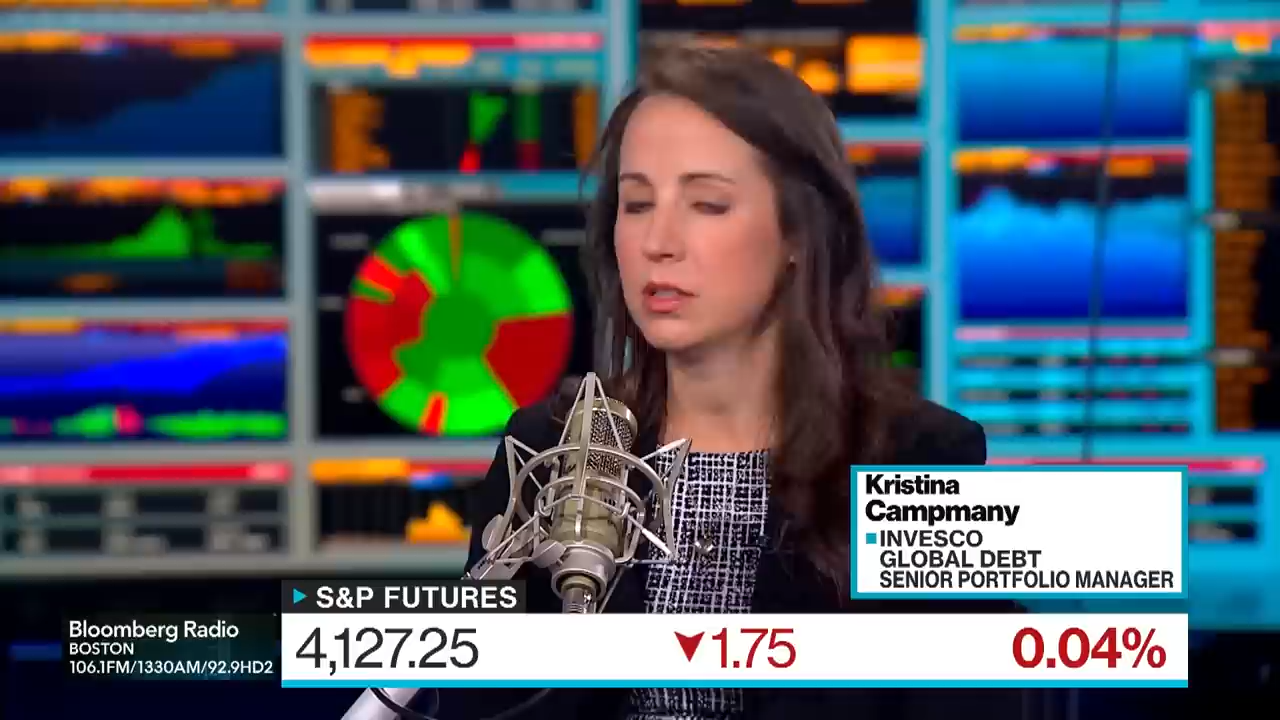 Kristina
Campmany
INVESCO
GLOBAL DEBT
SENIOR PORTFOLIO MANAGER
S&P FUTURES
Bloomberg Radio
BOSTON
106.1FM/1330AM/92.9HD2
4,127.25 1.75 0.04%